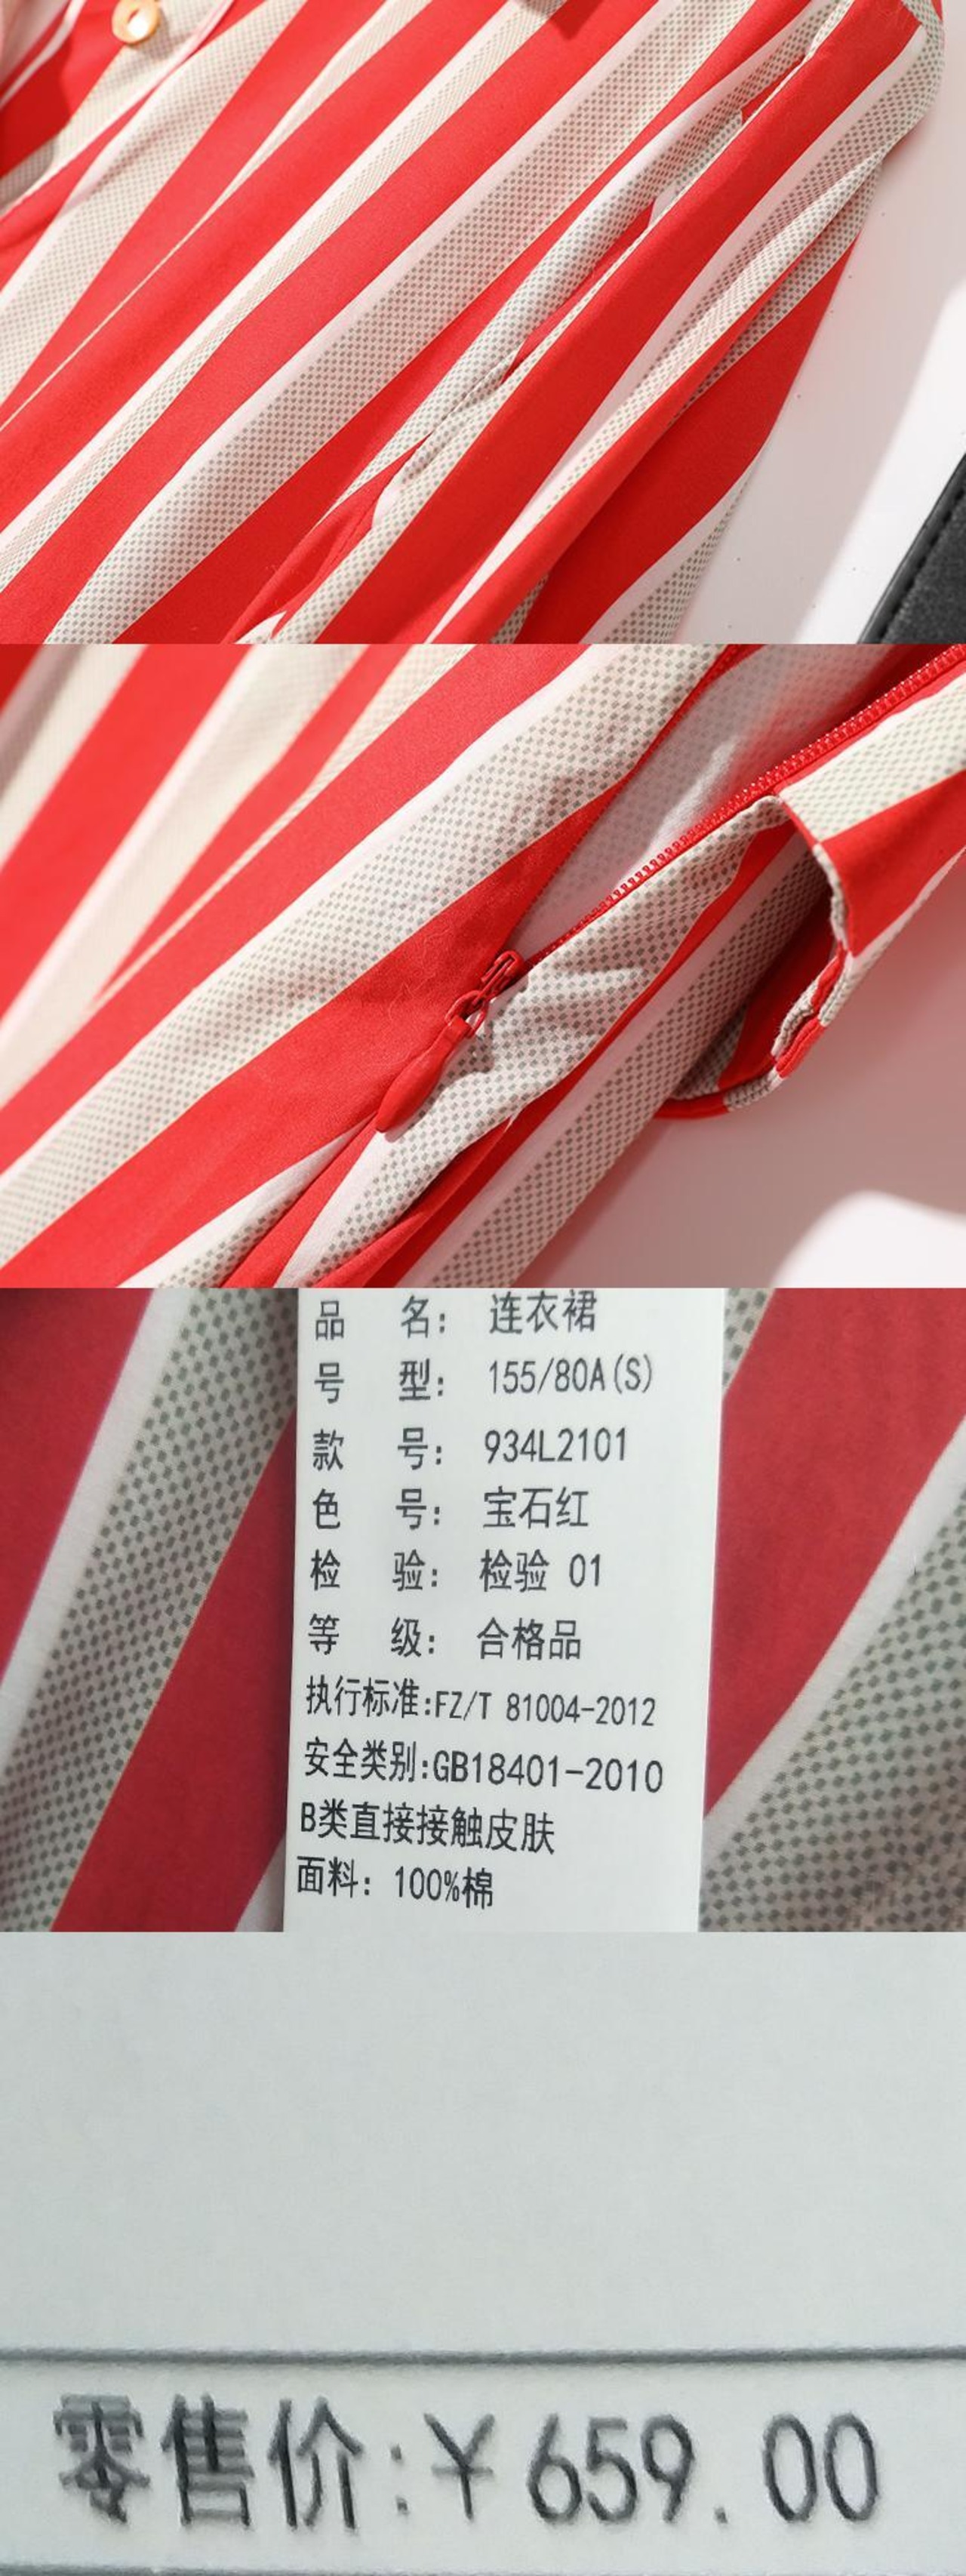 品 名： 连衣裙
号 型： 155/80A(S)
款 号： 934L2101
色 号： 宝石红
检 验： 检验 01
等 级： 合格品
执行标准:FZ/T 81004-2012
安全类别:GB18401-2010
B类直接接触皮肤
面料：100%棉
零售价:￥659.00